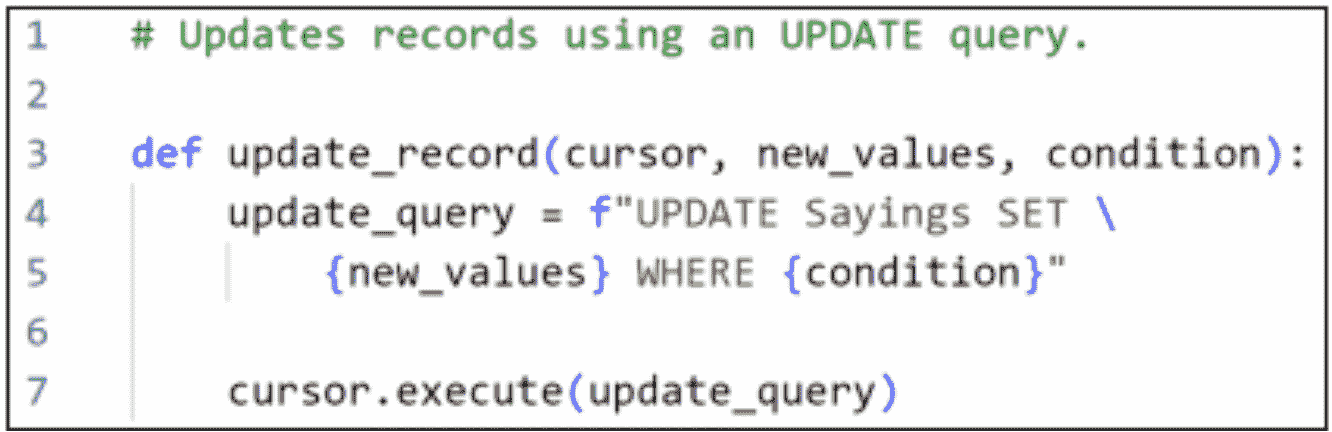 1 # Updates records using an UPDATE query.
2
3 def update_record(cursor, new_values, condition):
4     update_query = f"UPDATE Sayings SET \
5         {new_values} WHERE {condition}"
6
7     cursor.execute(update_query)